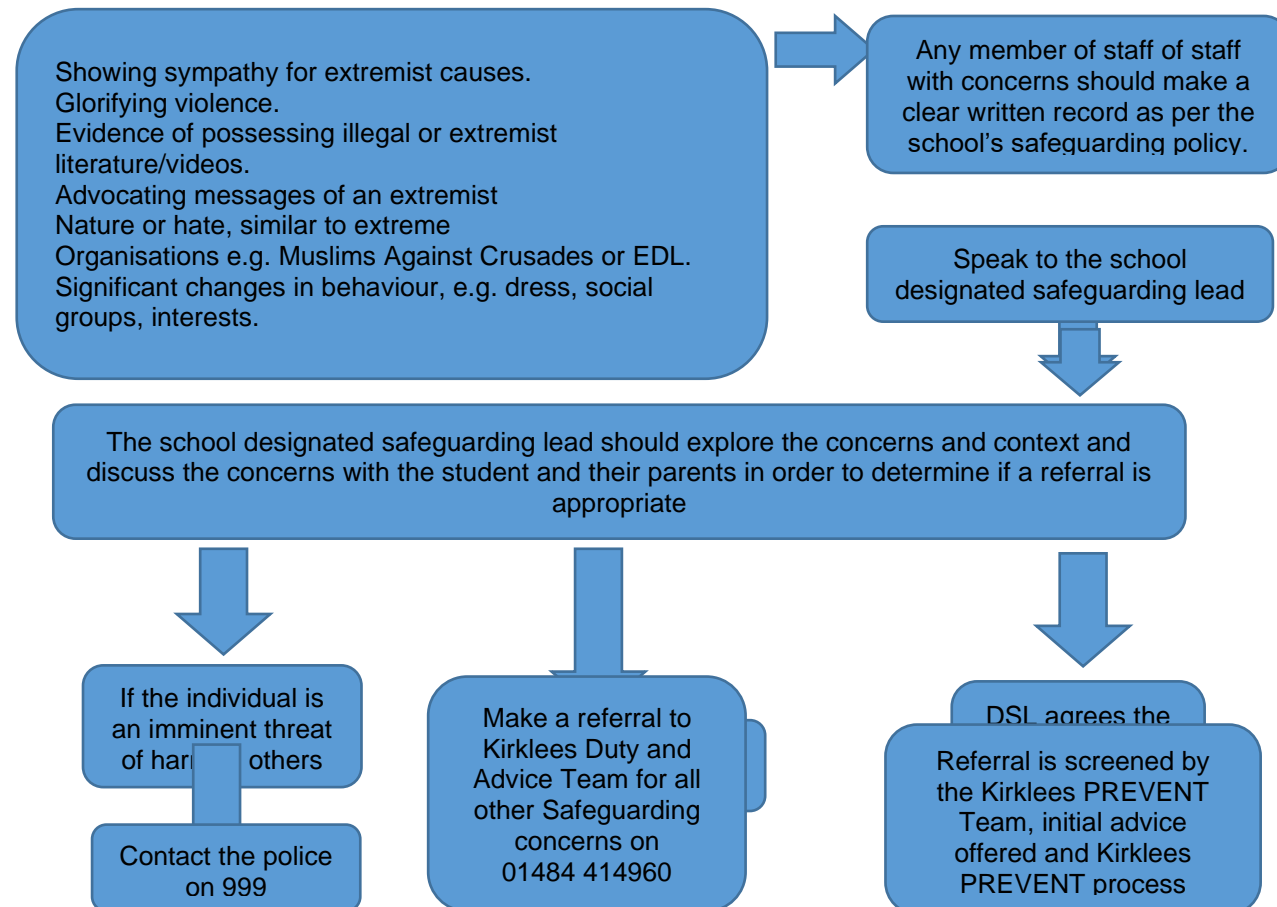 Showing sympathy for extremist causes.
Glorifying violence.
Evidence of possessing illegal or extremist
literature/videos.
Advocating messages of an extremist
Nature or hate, similar to extreme
Organisations e.g. Muslims Against Crusades or EDL.
Significant changes in behaviour, e.g. dress, social
groups, interests.
Any member of staff of staff
with concerns should make a
clear written record as per the
school's safeguarding policy.
Speak to the school
designated safeguarding lead
The school designated safeguarding lead should explore the concerns and context and
discuss the concerns with the student and their parents in order to determine if a referral is
appropriate
If the individual is
an imminent threat
of others
Contact the police
on 999
Make a referral to
Kirklees Duty and
Advice Team for all
other Safeguarding
concerns on
01484 414960
DSL agrees the
Referral is screened by
the Kirklees PREVENT
Team, initial advice
offered and Kirklees
PREVENT process